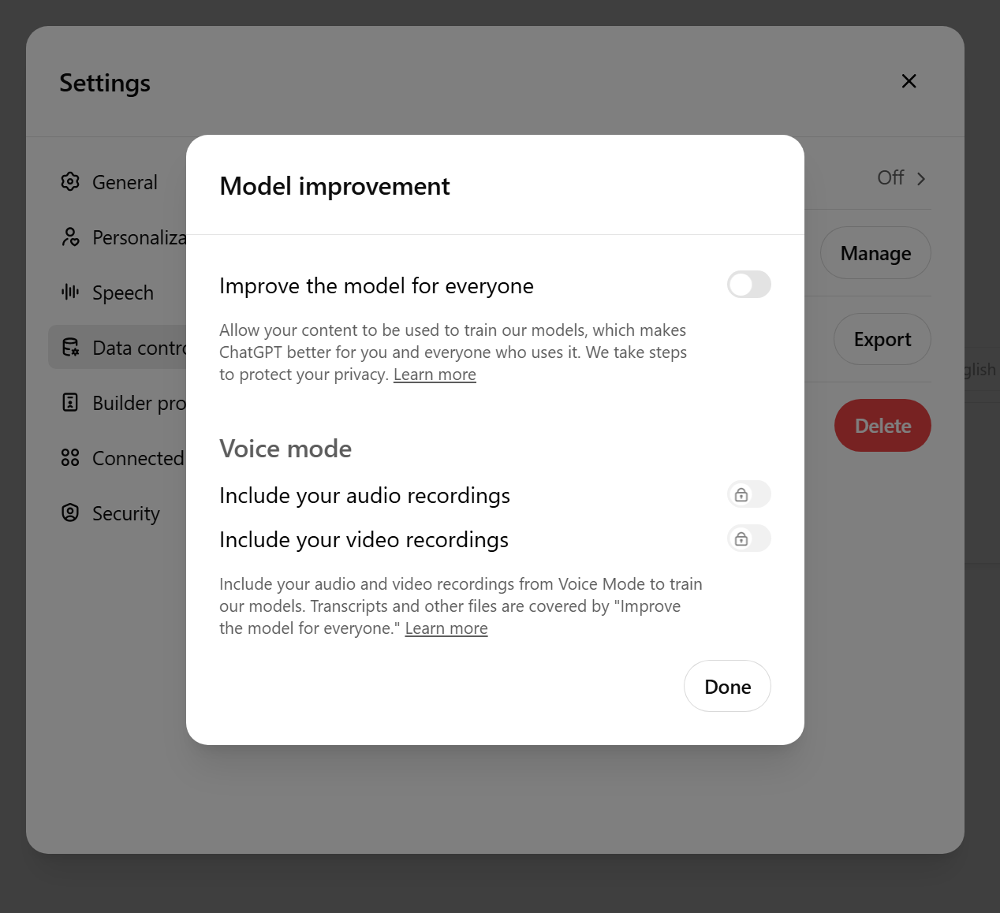 Settings
General
Personaliza
Speech
Data contro
Builder pro
Connected
Security
Model improvement
Improve the model for everyone
Allow your content to be used to train our models, which makes
ChatGPT better for you and everyone who uses it. We take steps
to protect your privacy. Learn more
Voice mode
Include your audio recordings
Include your video recordings
Include your audio and video recordings from Voice Mode to train
our models. Transcripts and other files are covered by "Improve
the model for everyone." Learn more
Done
Off
Manage
Export
Delete
glish